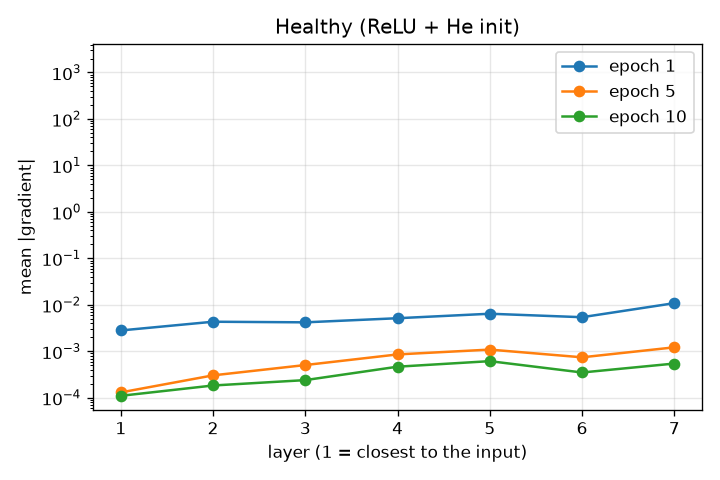 Healthy (ReLU + He init)
epoch 1
epoch 5
epoch 10
mean |gradient|
10³
10²
10¹
10⁰
10⁻¹
10⁻²
10⁻³
10⁻⁴
1 2 3 4 5 6 7
layer (1 = closest to the input)